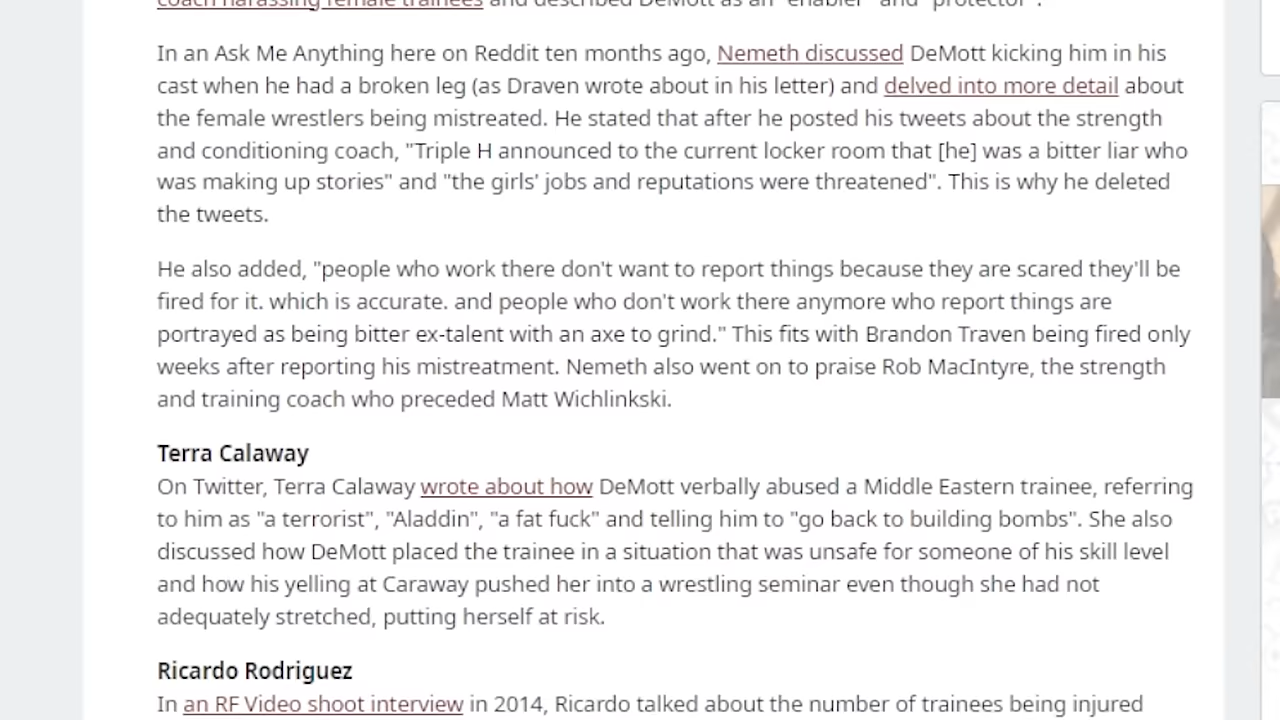 coach harassing female trainees and described DeMott as an "enabler" and "protector".
In an Ask Me Anything here on Reddit ten months ago, Nemeth discussed DeMott kicking him in his
cast when he had a broken leg (as Draven wrote about in his letter) and delved into more detail about
the female wrestlers being mistreated. He stated that after he posted his tweets about the strength
and conditioning coach, "Triple H announced to the current locker room that [he] was a bitter liar who
was making up stories" and "the girls' jobs and reputations were threatened". This is why he deleted
the tweets.
He also added, "people who work there don't want to report things because they are scared they'll be
fired for it. which is accurate. and people who don't work there anymore who report things are
portrayed as being bitter ex-talent with an axe to grind." This fits with Brandon Traven being fired only
weeks after reporting his mistreatment. Nemeth also went on to praise Rob MacIntyre, the strength
and training coach who preceded Matt Wichlinkski.
Terra Calaway
On Twitter, Terra Calaway wrote about how DeMott verbally abused a Middle Eastern trainee, referring
to him as "a terrorist", "Aladdin", "a fat fuck" and telling him to "go back to building bombs". She also
discussed how DeMott placed the trainee in a situation that was unsafe for someone of his skill level
and how his yelling at Caraway pushed her into a wrestling seminar even though she had not
adequately stretched, putting herself at risk.
Ricardo Rodriguez
In an RF Video shoot interview in 2014, Ricardo talked about the number of trainees being injured